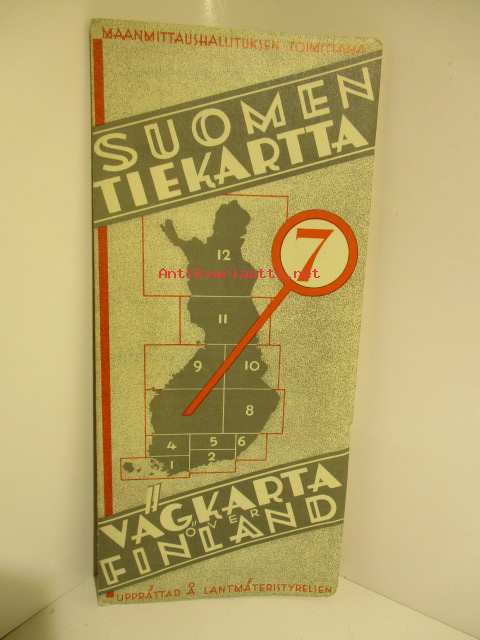 MAANMITTAUSHALLITUKSEN TOIMITTAMA
SUOMEN
TIEKARTTA
7
12
Antikvariaatti.net
11
9 10
8
4 5 6
1 2
VÄGKARTA
ÖVER
FINLAND
UPPRÄTTAD Å LANTMÄTERISTYRELSEN